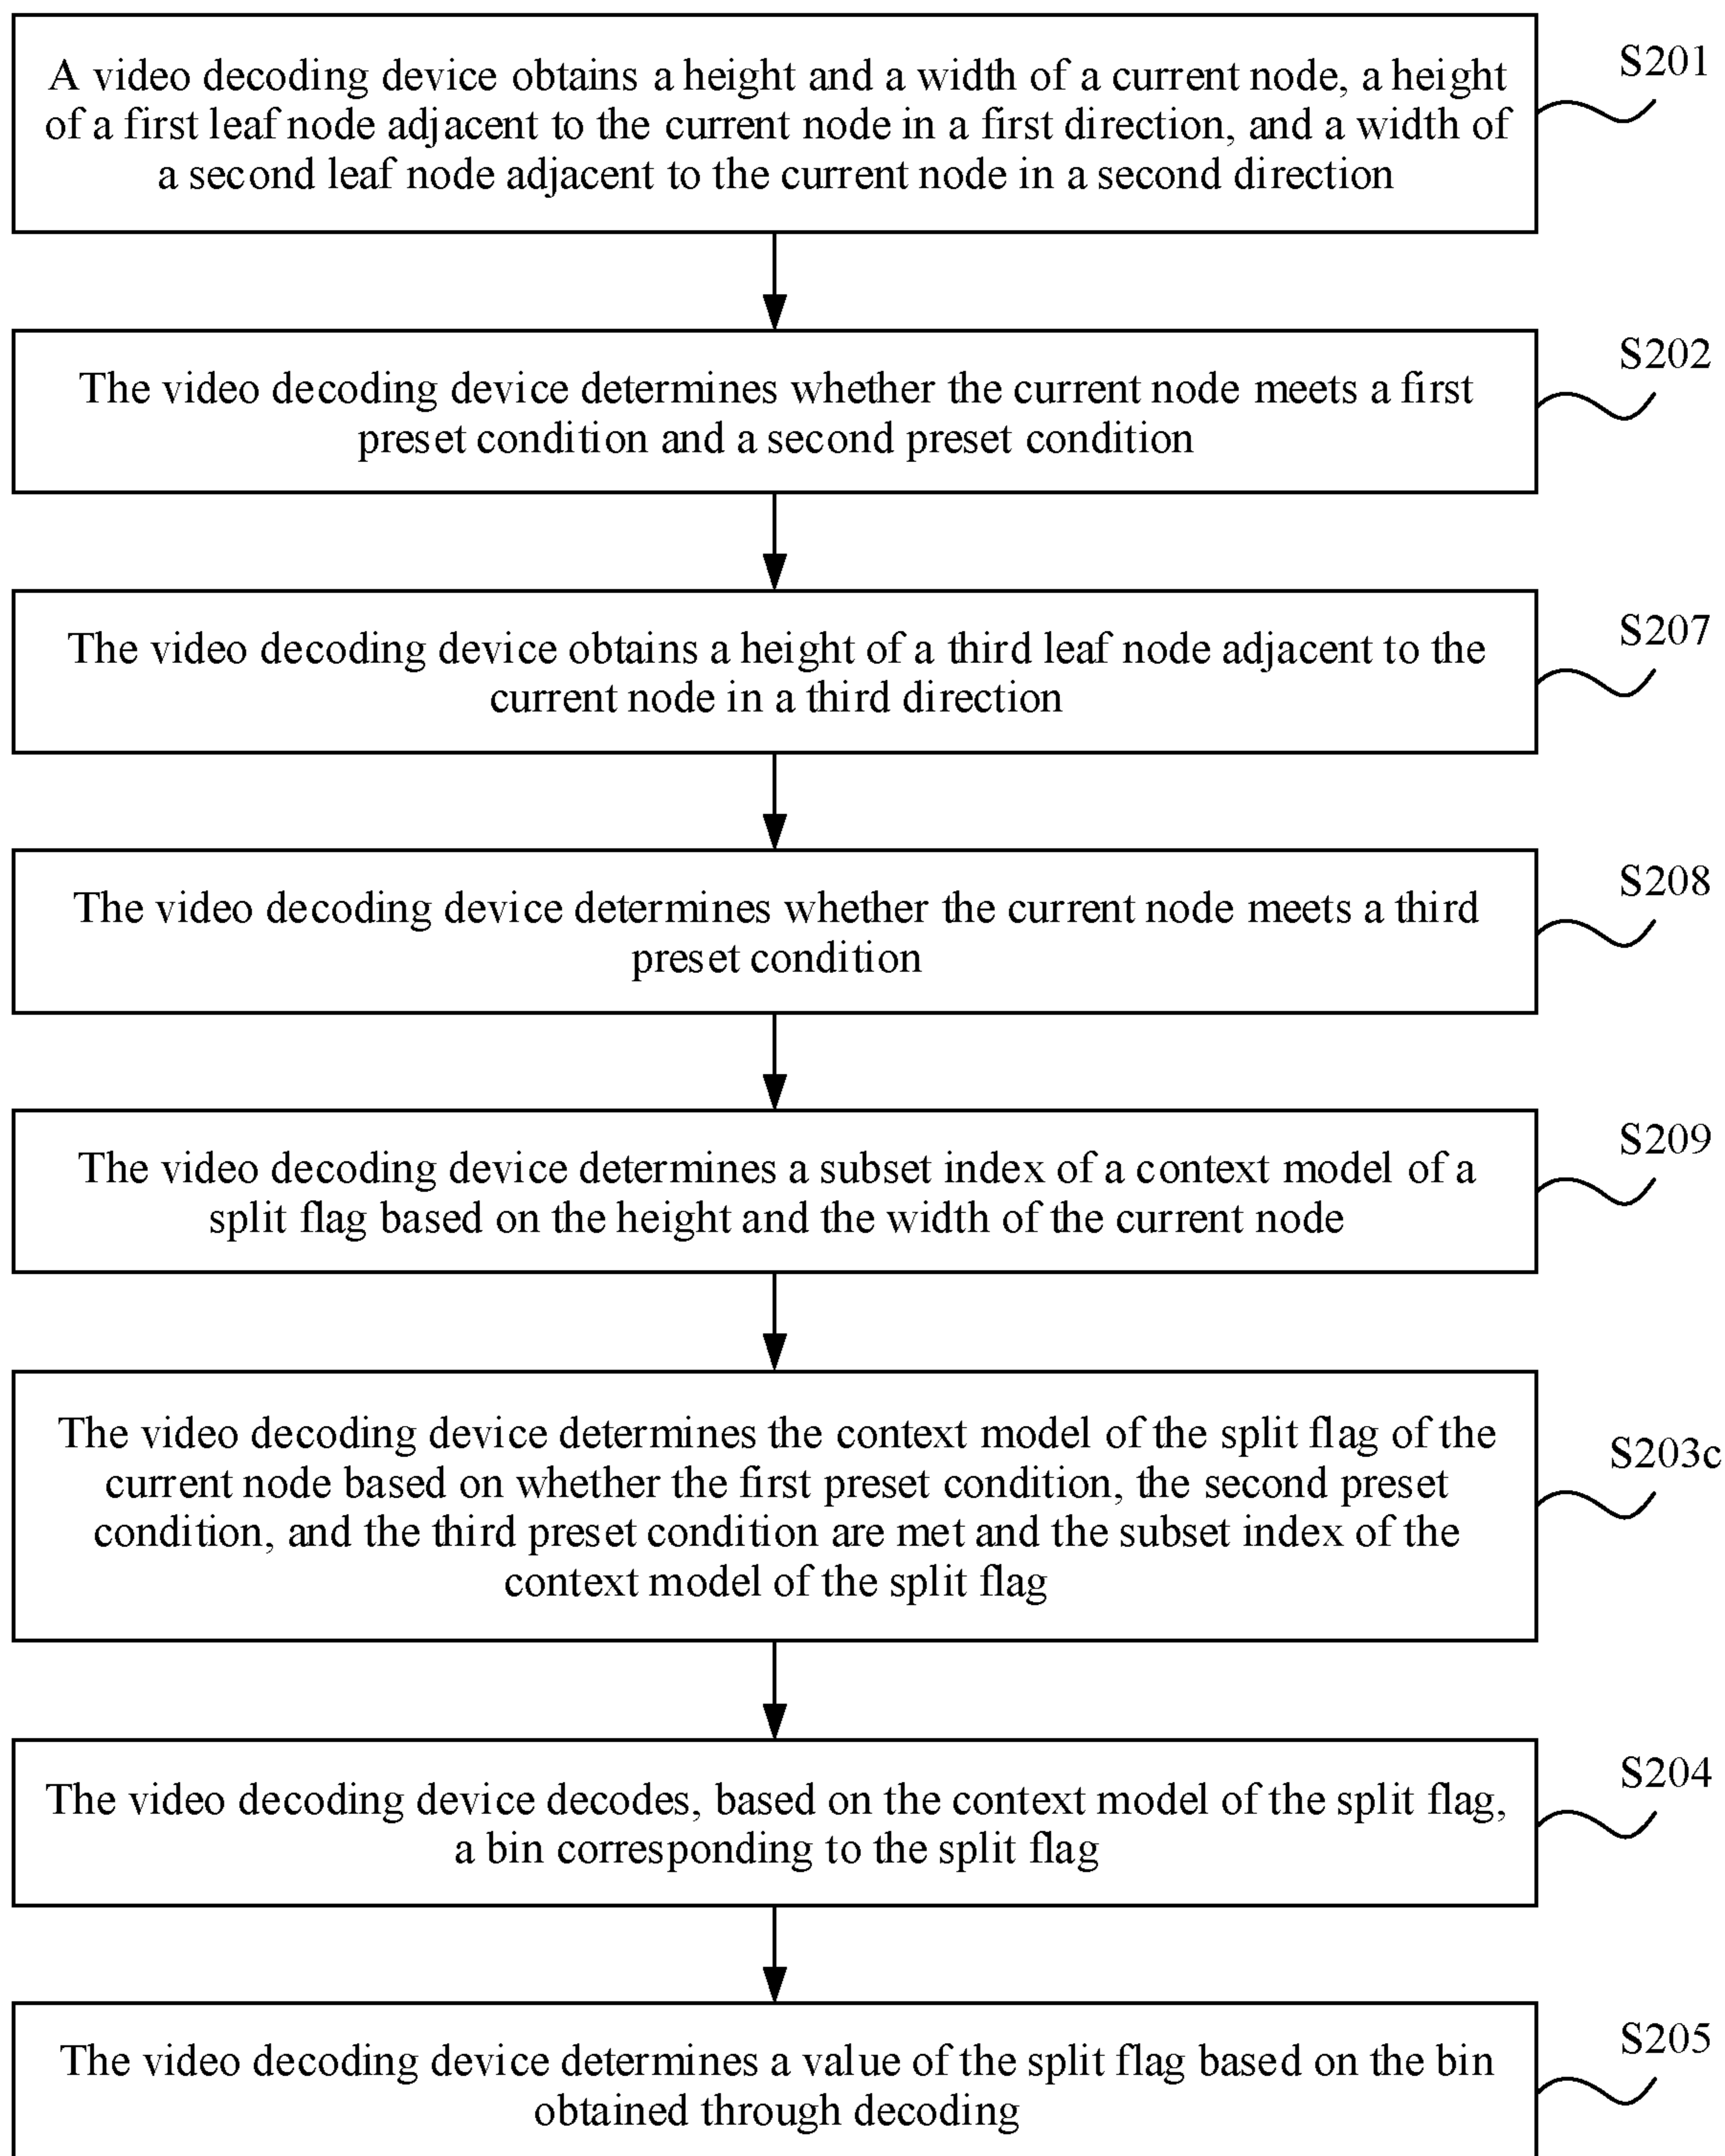 A video decoding device obtains a height and a width of a current node, a height
of a first leaf node adjacent to the current node in a first direction, and a width of
a second leaf node adjacent to the current node in a second direction
S201
The video decoding device determines whether the current node meets a first
preset condition and a second preset condition
S202
The video decoding device obtains a height of a third leaf node adjacent to the
current node in a third direction
S207
The video decoding device determines whether the current node meets a third
preset condition
S208
The video decoding device determines a subset index of a context model of a
split flag based on the height and the width of the current node
S209
The video decoding device determines the context model of the split flag of the
current node based on whether the first preset condition, the second preset
condition, and the third preset condition are met and the subset index of the
context model of the split flag
S203c
The video decoding device decodes, based on the context model of the split flag,
a bin corresponding to the split flag
S204
The video decoding device determines a value of the split flag based on the bin
obtained through decoding
S205